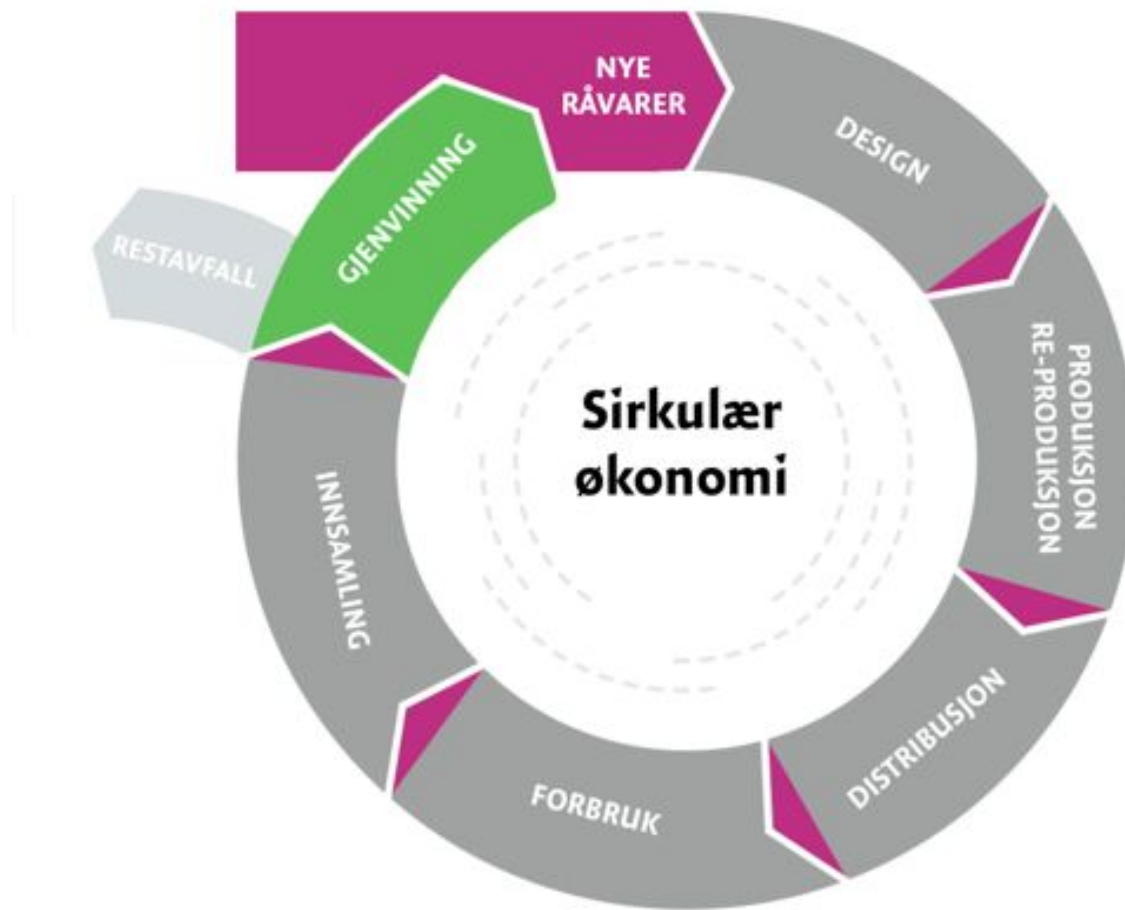 NYE
RÅVARER
DESIGN
PRODUKSJON
RE-PRODUKSJON
DISTRIBUSJON
FORBRUK
INNSAMLING
GJENVINNING
RESTAVFALL
Sirkulær
økonomi